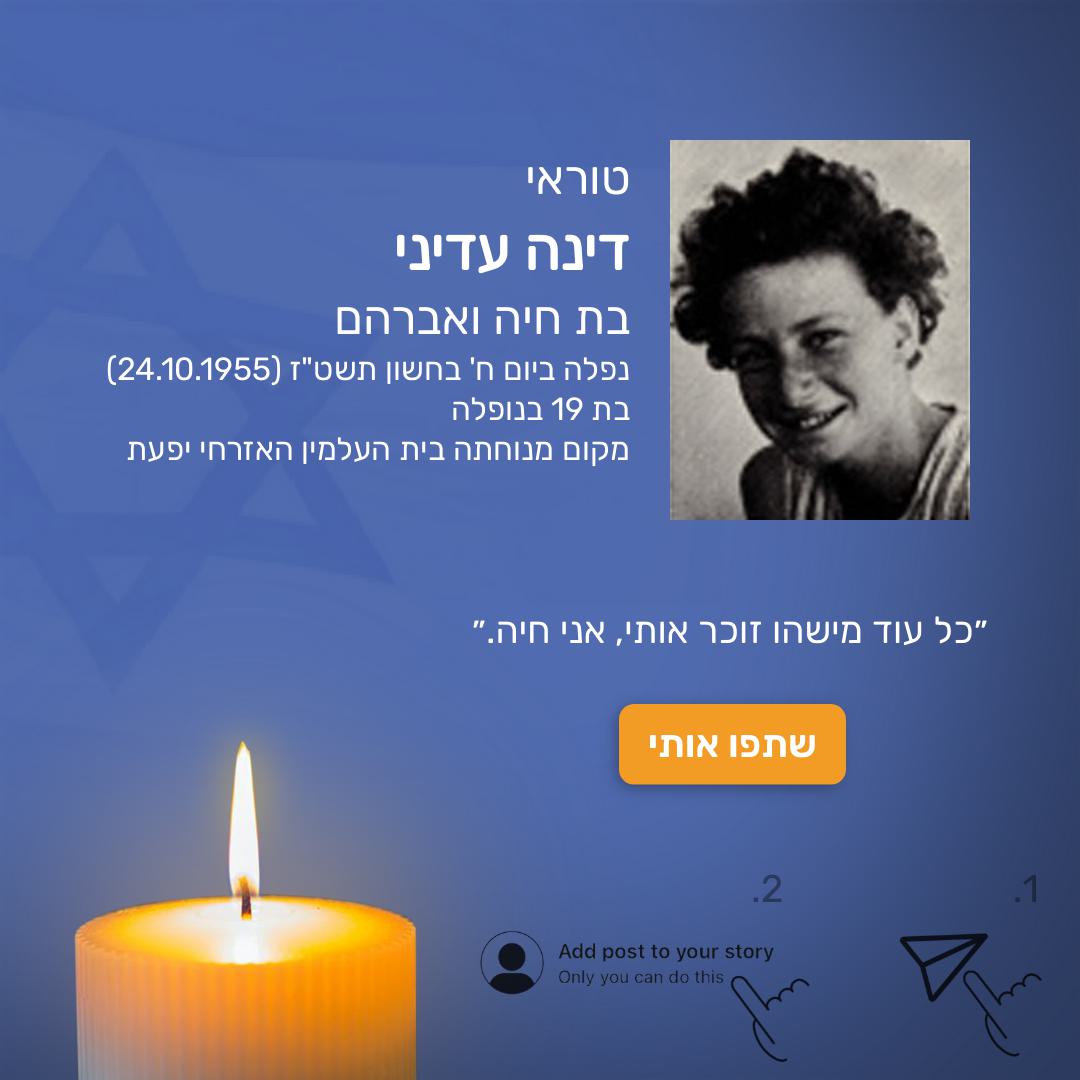 טוראי
דינה עדיני
בת חיה ואברהם
נפלה ביום ח' בחשון תשט"ז (24.10.1955)
בת 19 בנופלה
מקום מנוחתה בית העלמין האזרחי יפעת
״כל עוד מישהו זוכר אותי, אני חיה.״
שתפו אותי
1.
2.
Add post to your story
Only you can do this